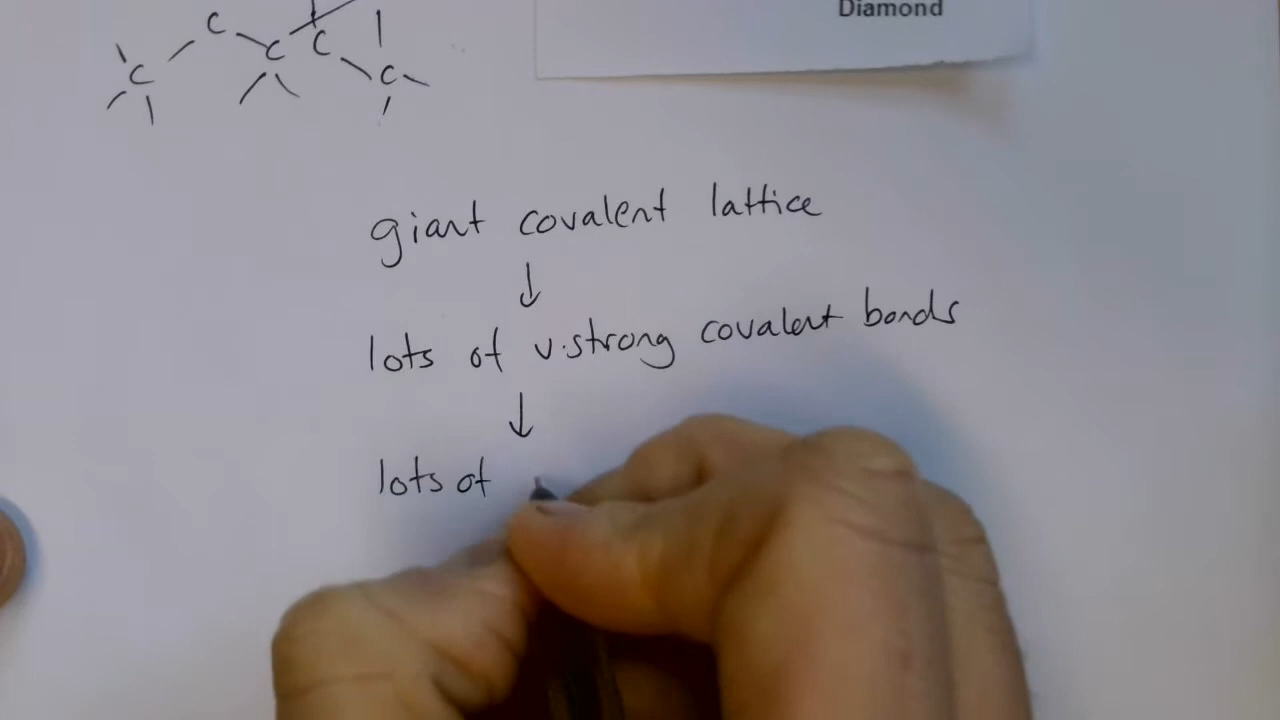 Diamond
C
C
C
C
C
giant covalent lattice
↓
lots of v.strong covalent bonds
↓
lots of